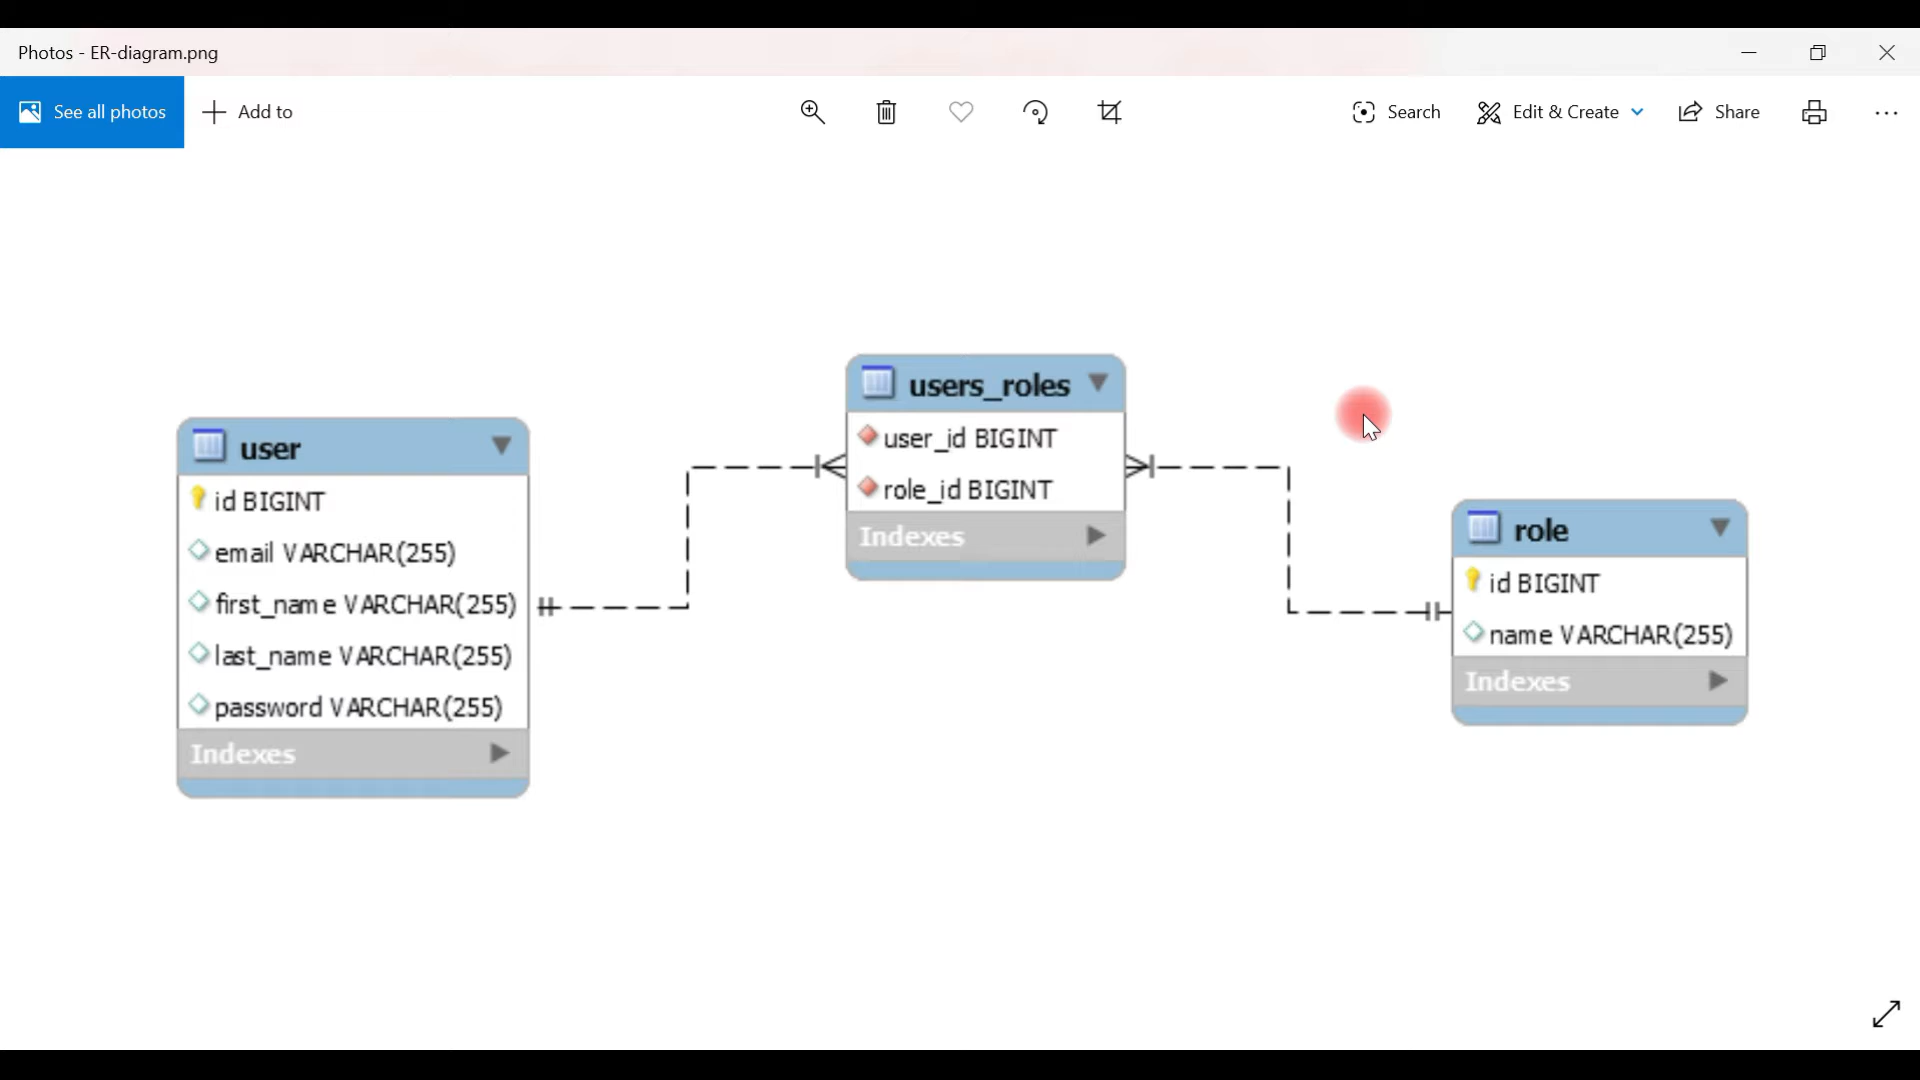 Photos - ER-diagram.png
See all photos
Add to
Search
Edit & Create
Share
user
id BIGINT
email VARCHAR(255)
first_name VARCHAR(255)
last_name VARCHAR(255)
password VARCHAR(255)
Indexes
users_roles
user_id BIGINT
role_id BIGINT
Indexes
role
id BIGINT
name VARCHAR(255)
Indexes